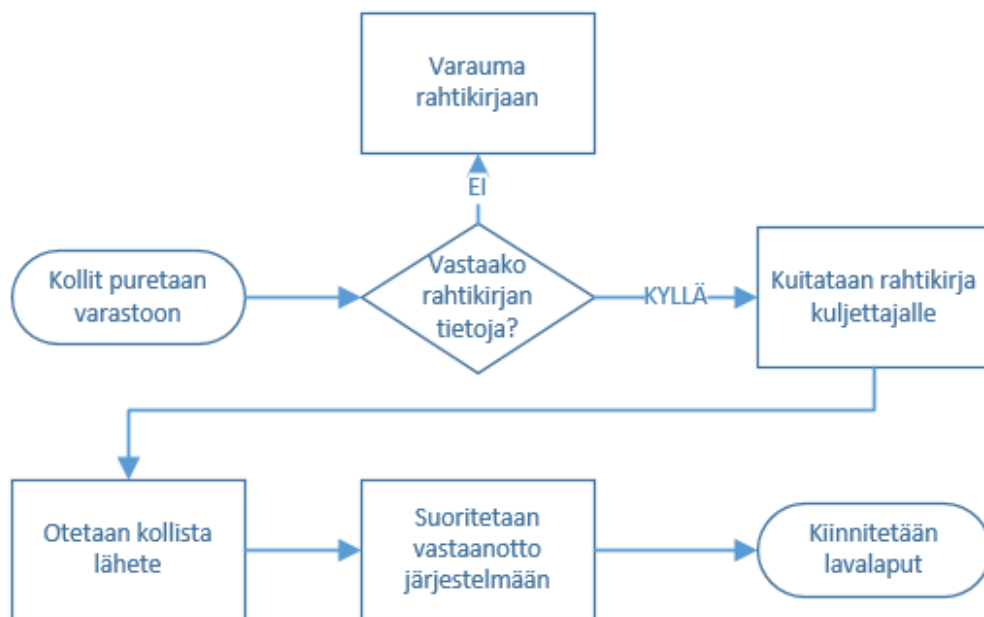 Varauma
rahtikirjaan
EI
Kollit puretaan
varastoon
Vastaako
rahtikirjan
tietoja?
KYLLÄ
Kuitataan rahtikirja
kuljettajalle
Otetaan kollista
lähete
Suoritetaan
vastaanotto
järjestelmään
Kiinnitetään
lavalaput